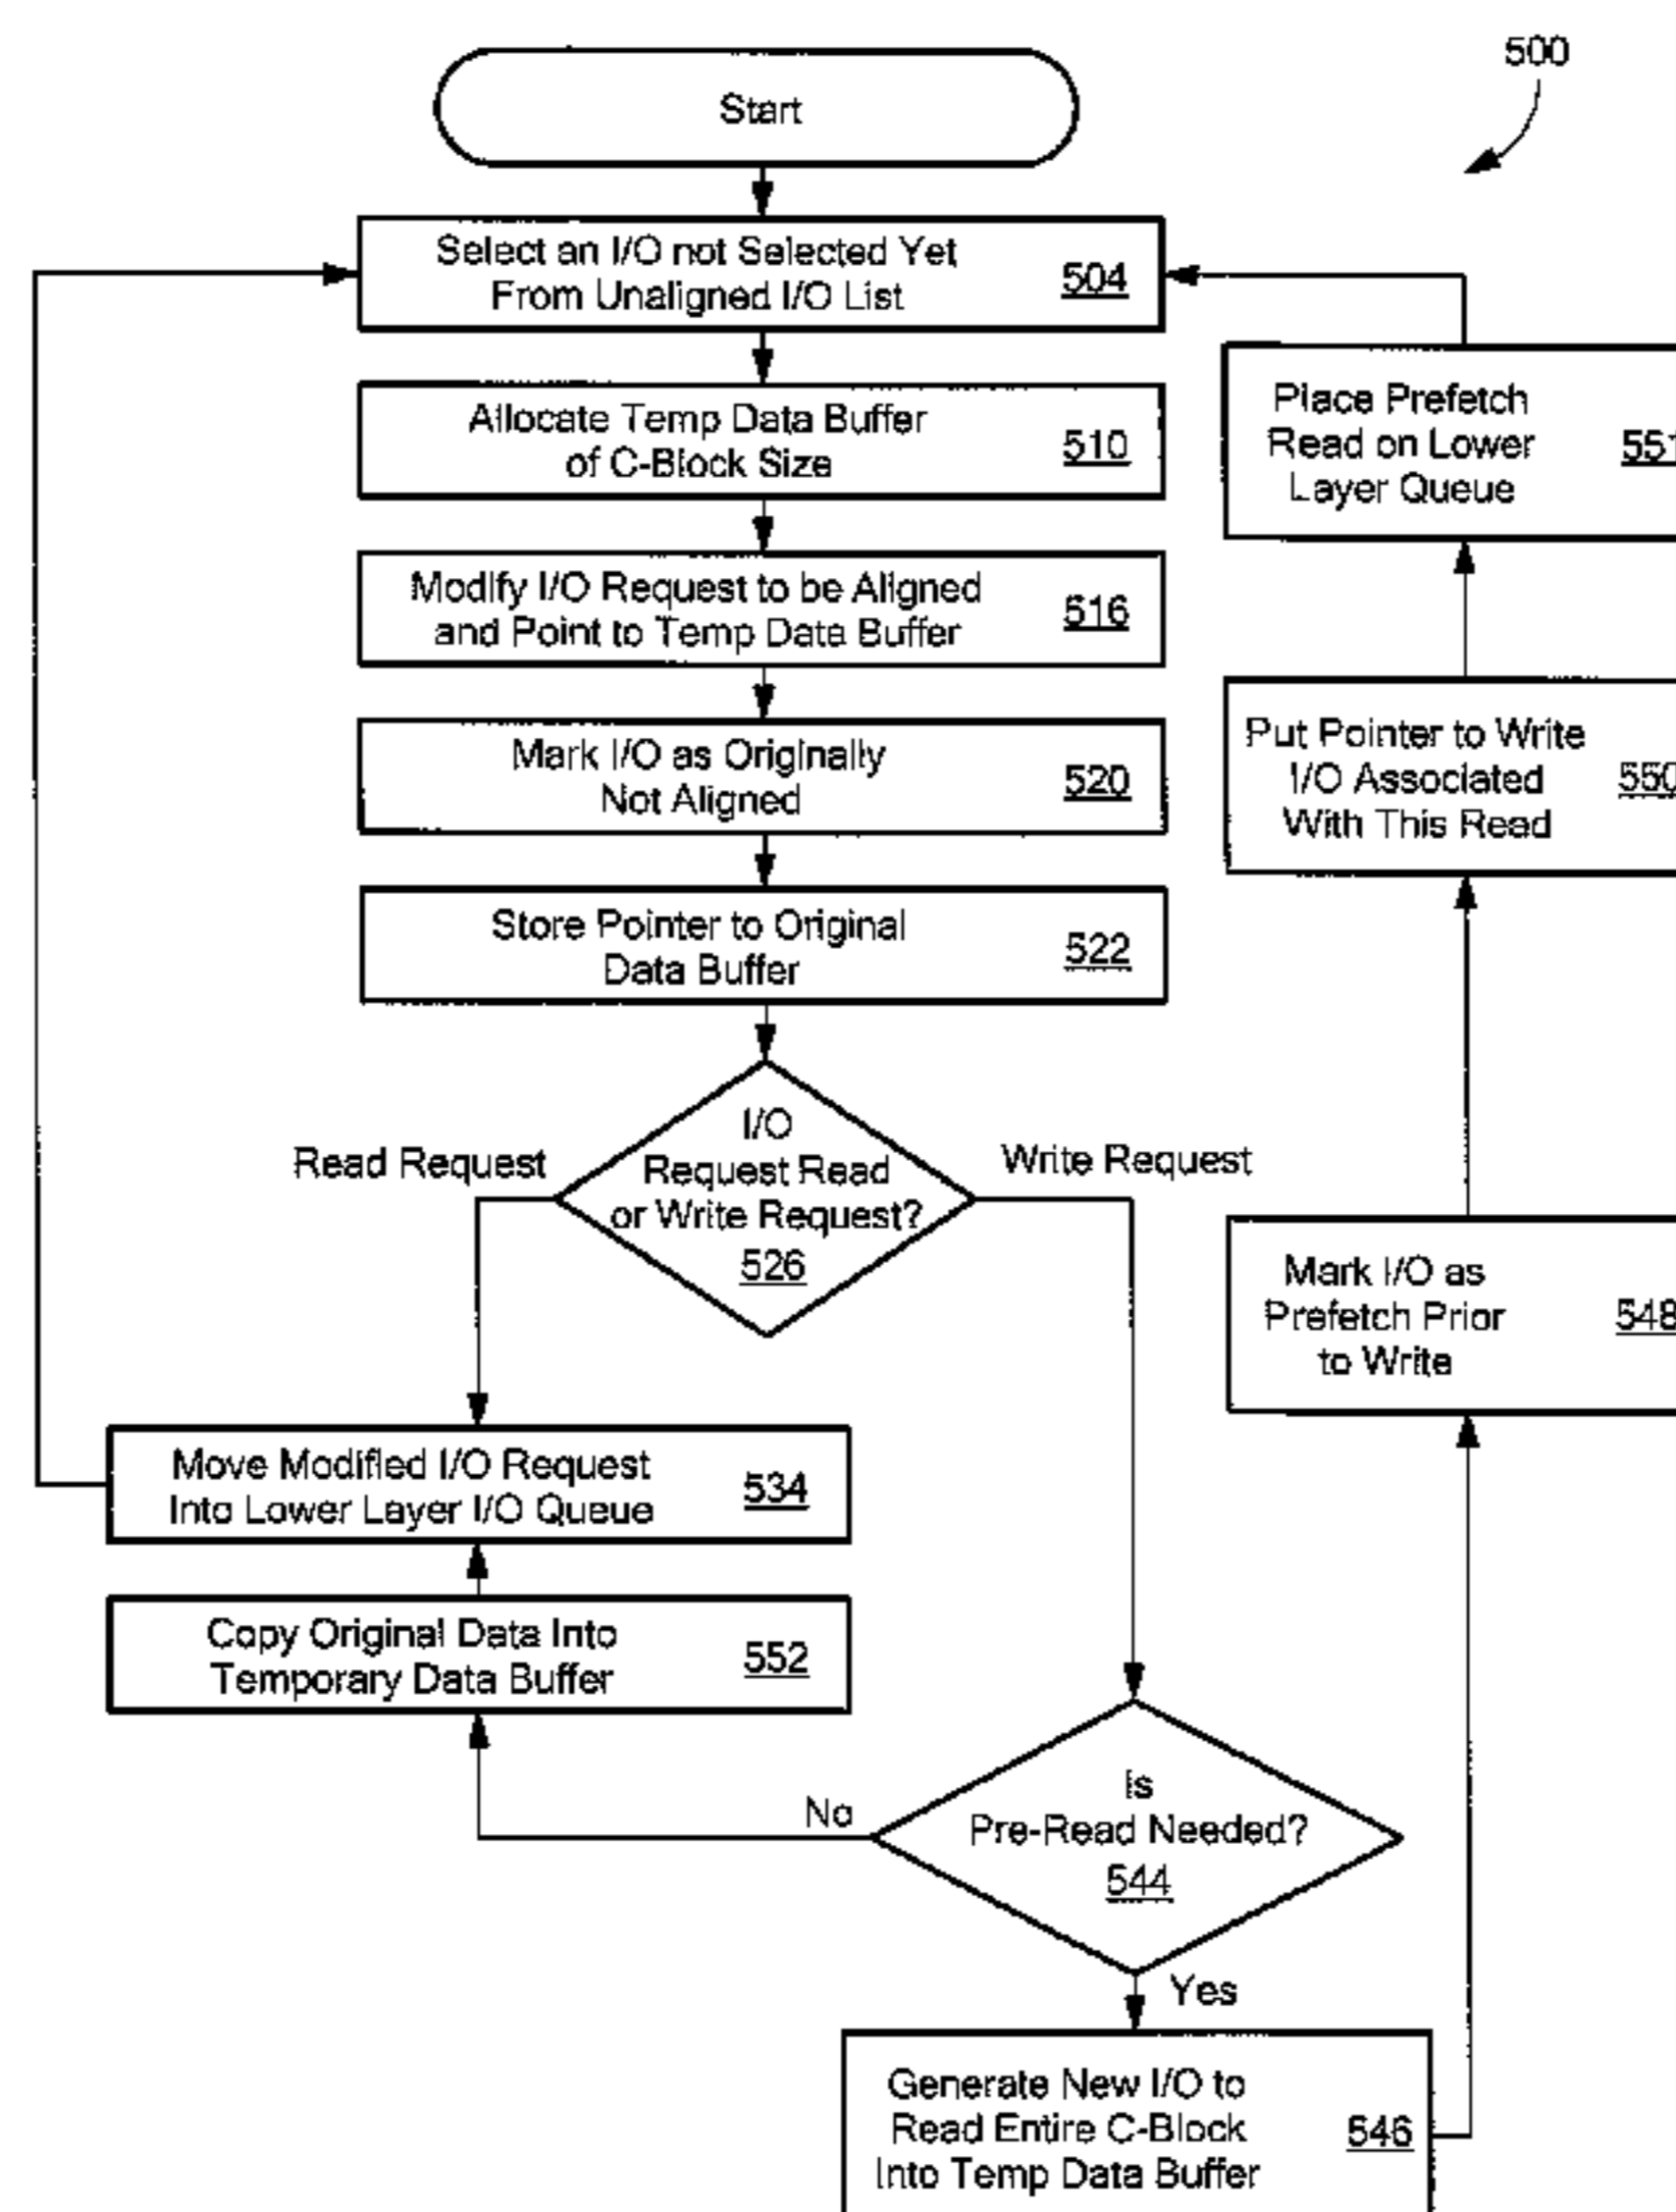 500
Start
Select an I/O not Selected Yet
From Unaligned I/O List
504
Allocate Temp Data Buffer
of C-Block Size
510
Modify I/O Request to be Aligned
and Point to Temp Data Buffer
516
Mark I/O as Originally
Not Aligned
520
Store Pointer to Original
Data Buffer
522
I/O
Request Read
or Write Request?
526
Read Request
Write Request
Move Modified I/O Request
Into Lower Layer I/O Queue
534
Copy Original Data Into
Temporary Data Buffer
552
Is
Pre-Read Needed?
544
No
Yes
Generate New I/O to
Read Entire C-Block
Into Temp Data Buffer
546
Mark I/O as
Prefetch Prior
to Write
548
Put Pointer to Write
I/O Associated
With This Read
550
Place Prefetch
Read on Lower
Layer Queue
551